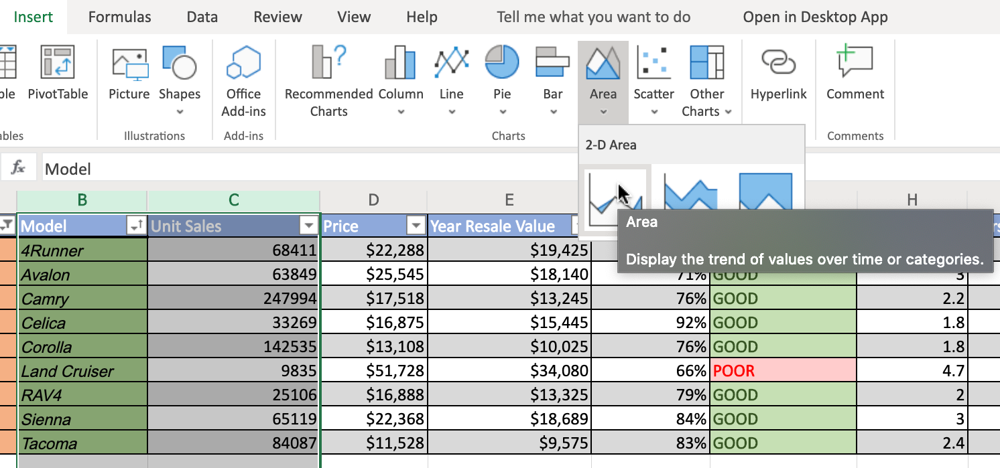 Insert Formulas Data Review View Help Tell me what you want to do Open in Desktop App
PivotTable Picture Shapes Office Add-ins Recommended Charts Column Line Pie Bar Area Scatter Other Charts Hyperlink Comment
Illustrations Add-ins Charts Comments
2-D Area
fx Model
B C D E H
Model Unit Sales Price Year Resale Value
Area
Display the trend of values over time or categories.
4Runner 68411 $22,288 $19,425
Avalon 63849 $25,545 $18,140 71% GOOD 3
Camry 247994 $17,518 $13,245 76% GOOD 2.2
Celica 33269 $16,875 $15,445 92% GOOD 1.8
Corolla 142535 $13,108 $10,025 76% GOOD 1.8
Land Cruiser 9835 $51,728 $34,080 66% POOR 4.7
RAV4 25106 $16,888 $13,325 79% GOOD 2
Sienna 65119 $22,368 $18,689 84% GOOD 3
Tacoma 84087 $11,528 $9,575 83% GOOD 2.4